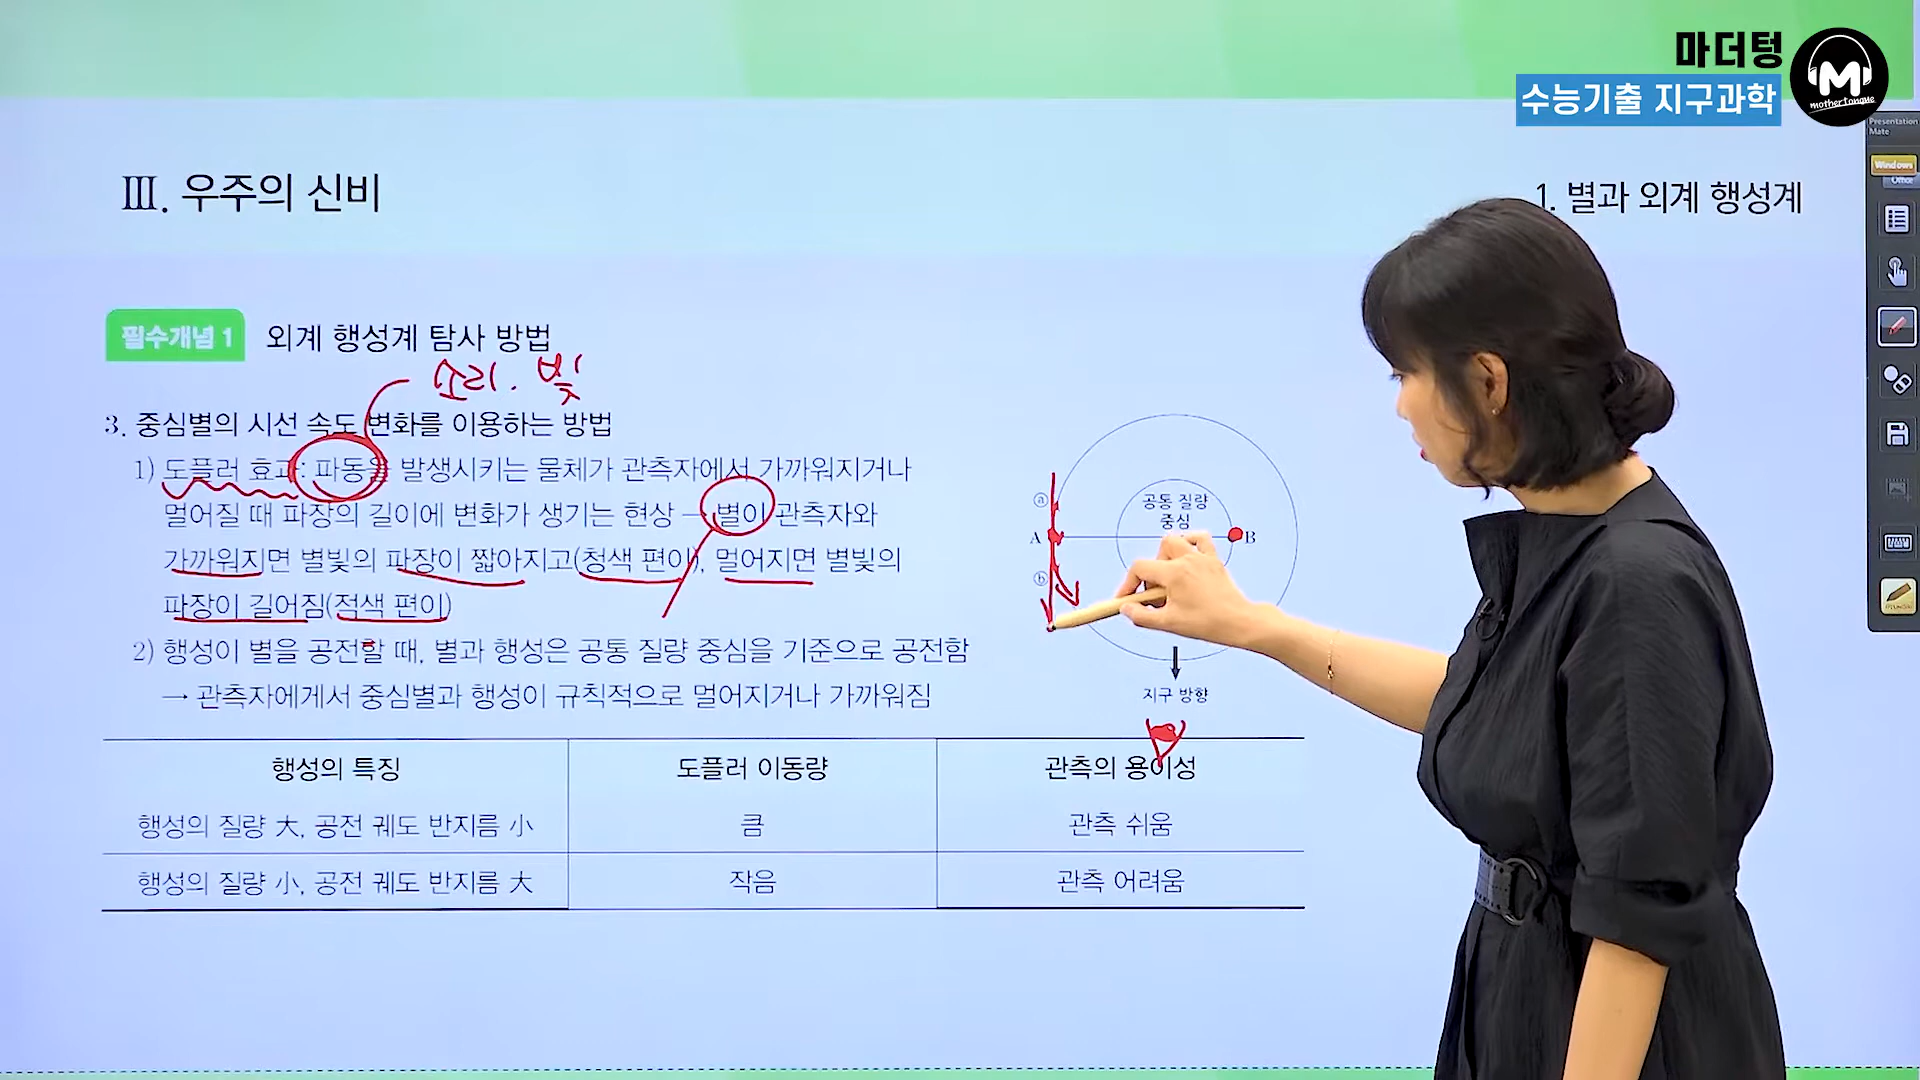 마더텅
수능기출 지구과학
M
mothertongue
Presentation
Mate
Windows
Office
Ⅲ. 우주의 신비
1. 별과 외계 행성계
필수개념 1 외계 행성계 탐사 방법
소리. 빛
3. 중심별의 시선 속도 변화를 이용하는 방법
1) 도플러 효과: 파동을 발생시키는 물체가 관측자에서 가까워지거나
멀어질 때 파장의 길이에 변화가 생기는 현상 → 별이 관측자와
가까워지면 별빛의 파장이 짧아지고(청색 편이), 멀어지면 별빛의
파장이 길어짐(적색 편이)
2) 행성이 별을 공전할 때, 별과 행성은 공통 질량 중심을 기준으로 공전함
→ 관측자에게서 중심별과 행성이 규칙적으로 멀어지거나 가까워짐
ⓐ
공통 질량
중심
A B
ⓑ
지구 방향
행성의 특징 도플러 이동량 관측의 용이성
행성의 질량 大, 공전 궤도 반지름 小 큼 관측 쉬움
행성의 질량 小, 공전 궤도 반지름 大 작음 관측 어려움